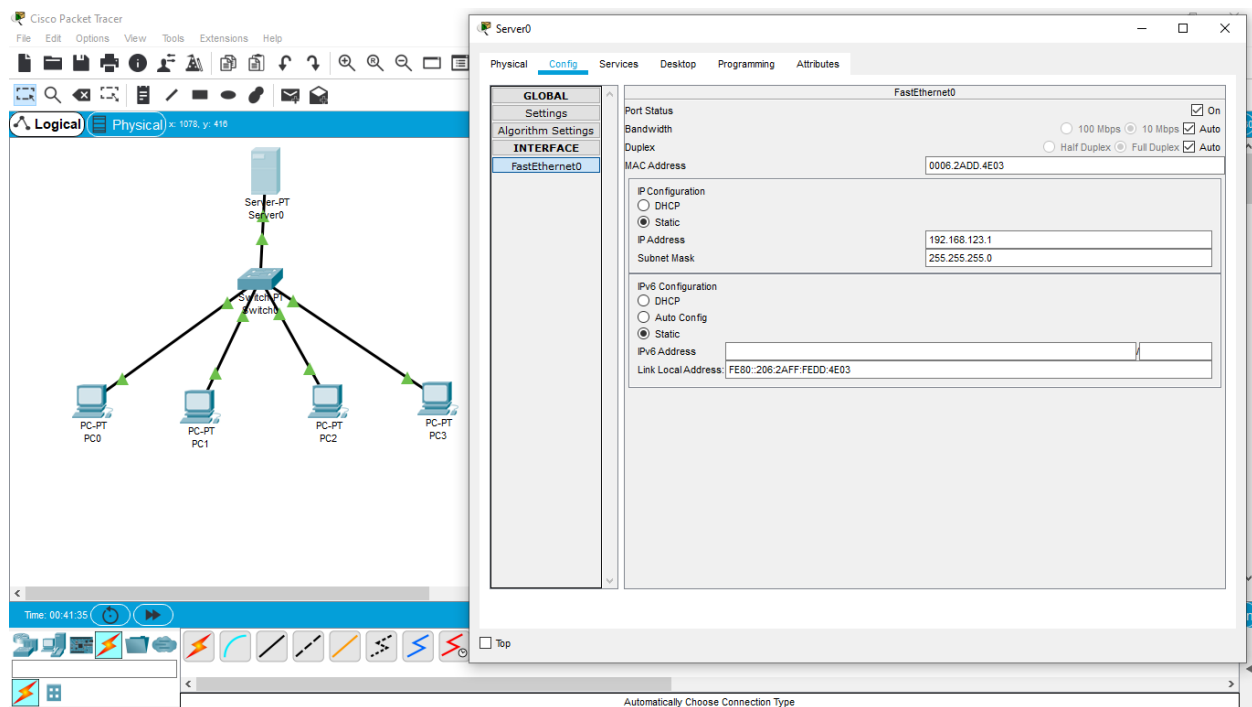 Cisco Packet Tracer
File Edit Options View Tools Extensions Help
Logical Physical x: 1078, y: 416
Server-PT
Server0
Switch-PT
Switch0
PC-PT
PC0
PC-PT
PC1
PC-PT
PC2
PC-PT
PC3
Time: 00:41:35
Automatically Choose Connection Type
Server0
Physical Config Services Desktop Programming Attributes
GLOBAL
Settings
Algorithm Settings
INTERFACE
FastEthernet0
FastEthernet0
Port Status On
Bandwidth 100 Mbps 10 Mbps Auto
Duplex Half Duplex Full Duplex Auto
MAC Address 0006.2ADD.4E03
IP Configuration
DHCP
Static
IP Address 192.168.123.1
Subnet Mask 255.255.255.0
IPv6 Configuration
DHCP
Auto Config
Static
IPv6 Address /
Link Local Address: FE80::206:2AFF:FEDD:4E03
Top